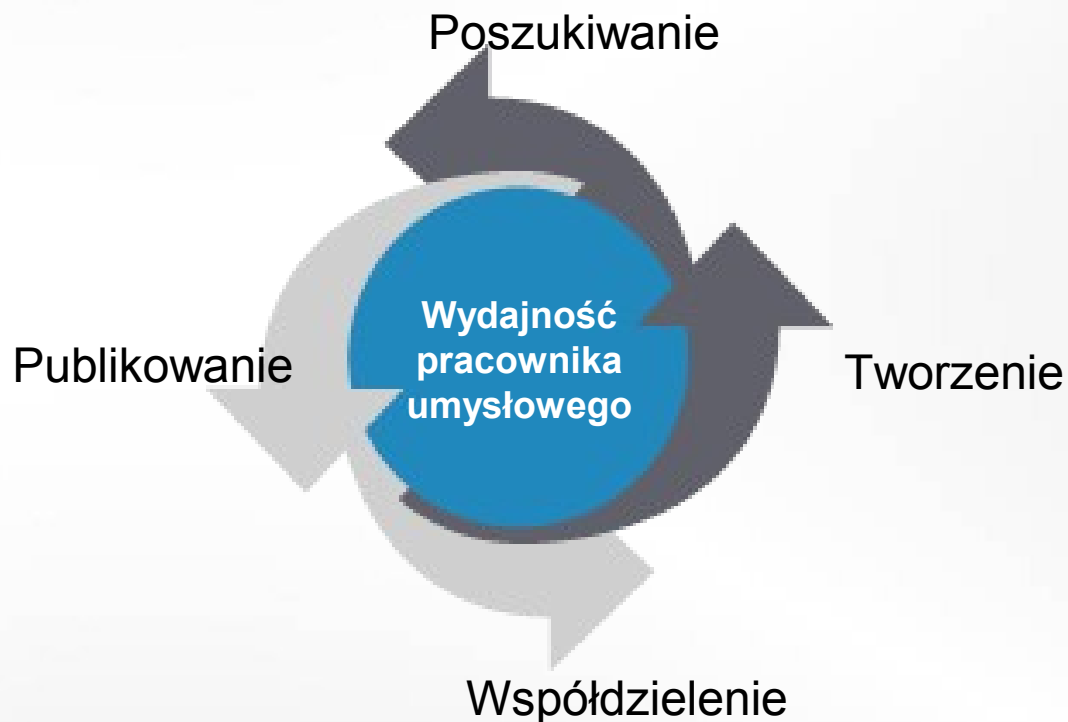 Poszukiwanie
Wydajność
pracownika
umysłowego
Publikowanie
Tworzenie
Współdzielenie